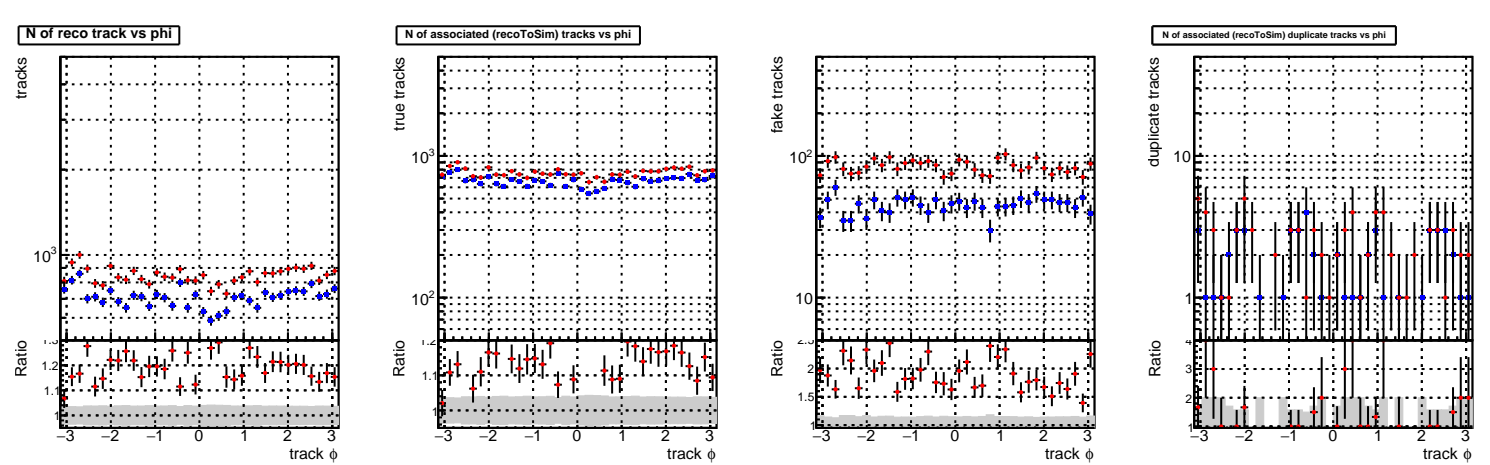 N of reco track vs phi
tracks
10³
Ratio
1.3
1.2
1.1
1
−3 −2 −1 0 1 2 3
track ϕ
N of associated (recoToSim) tracks vs phi
true tracks
10³
10²
Ratio
1.2
1.1
1
−3 −2 −1 0 1 2 3
track ϕ
fake tracks
10²
10
Ratio
2.5
2
1.5
1
−3 −2 −1 0 1 2 3
track ϕ
N of associated (recoToSim) duplicate tracks vs phi
duplicate tracks
10
1
Ratio
4
3
2
1
−3 −2 −1 0 1 2 3
track ϕ